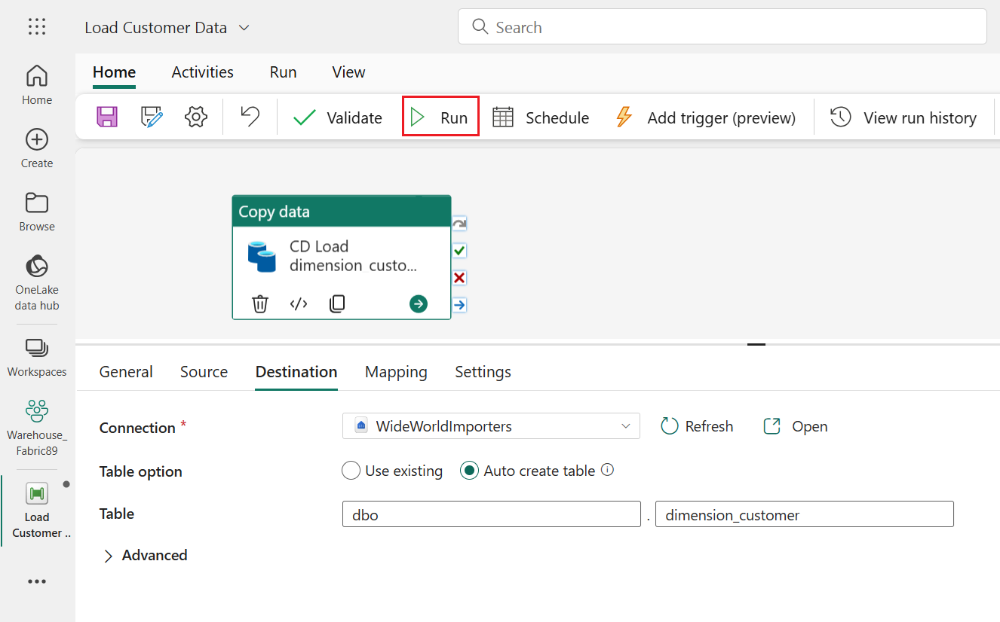 Load Customer Data
Search
Home
Activities
Run
View
Validate
Run
Schedule
Add trigger (preview)
View run history
Home
Create
Browse
OneLake
data hub
Workspaces
Warehouse_
Fabric89
Load
Customer ..
Copy data
CD Load
dimension_custo...
General
Source
Destination
Mapping
Settings
Connection *
WideWorldImporters
Refresh
Open
Table option
Use existing
Auto create table
Table
dbo
.
dimension_customer
Advanced